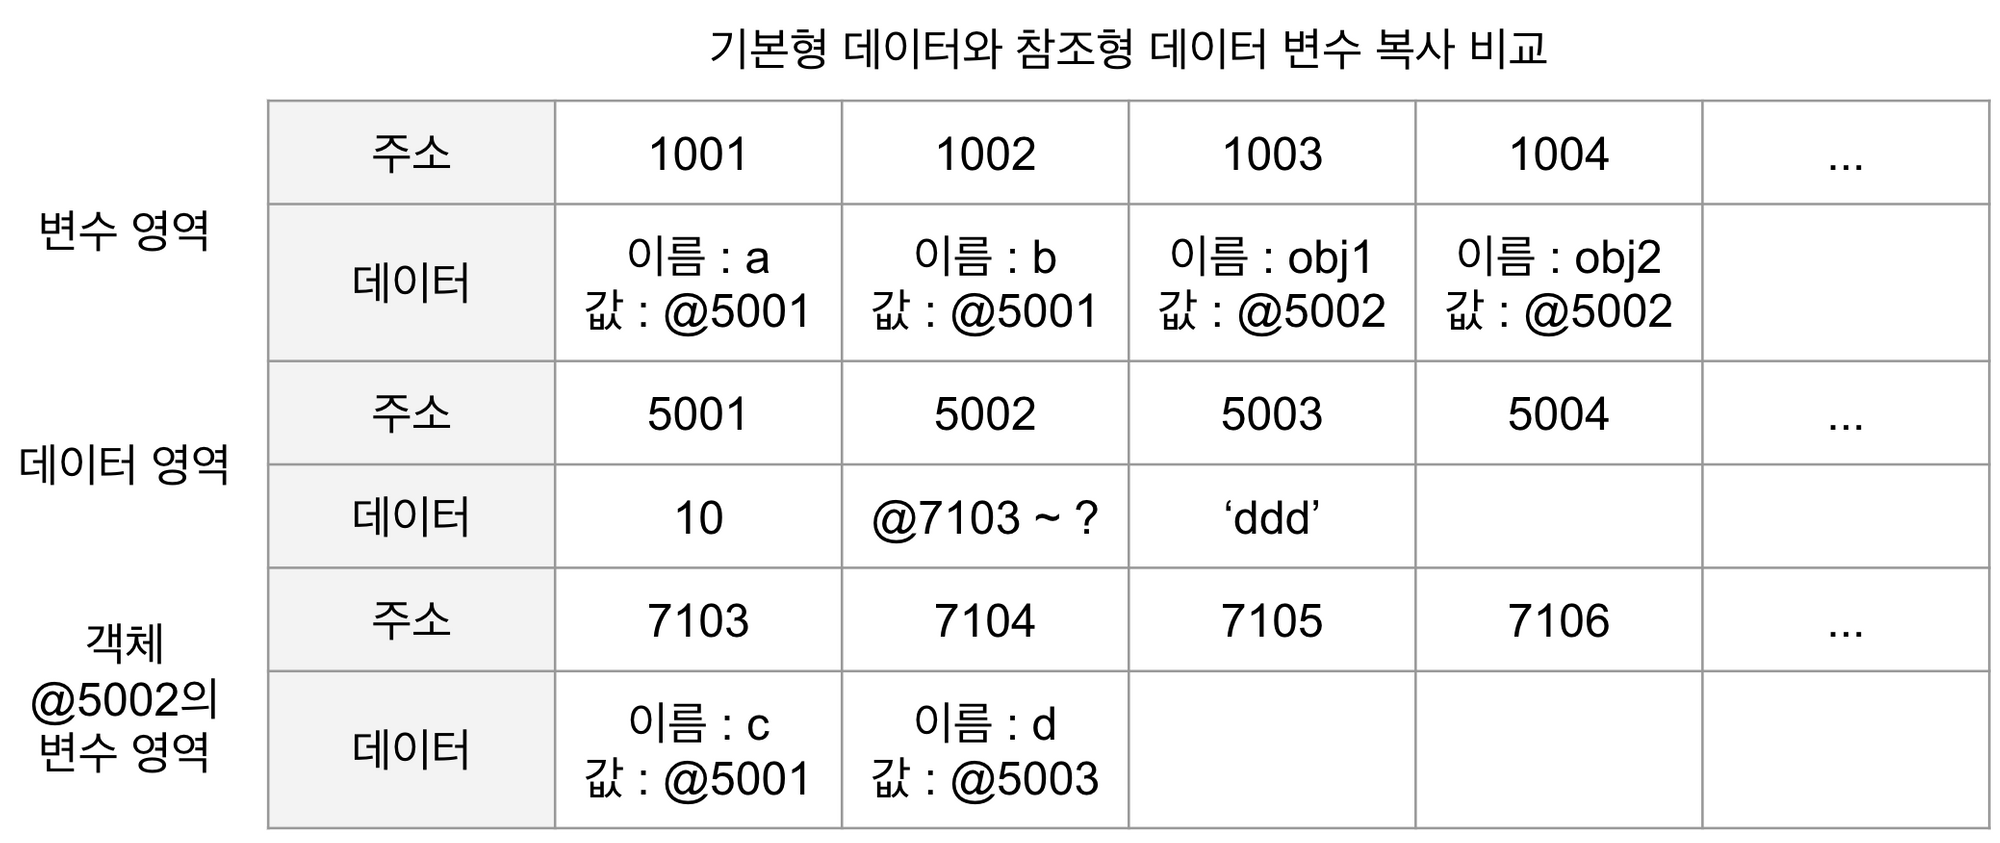 기본형 데이터와 참조형 데이터 변수 복사 비교
변수 영역
주소 1001 1002 1003 1004 ...
데이터
이름 : a
값 : @5001
이름 : b
값 : @5001
이름 : obj1
값 : @5002
이름 : obj2
값 : @5002
데이터 영역
주소 5001 5002 5003 5004 ...
데이터 10 @7103 ~ ? ‘ddd’
객체
@5002의
변수 영역
주소 7103 7104 7105 7106 ...
데이터
이름 : c
값 : @5001
이름 : d
값 : @5003